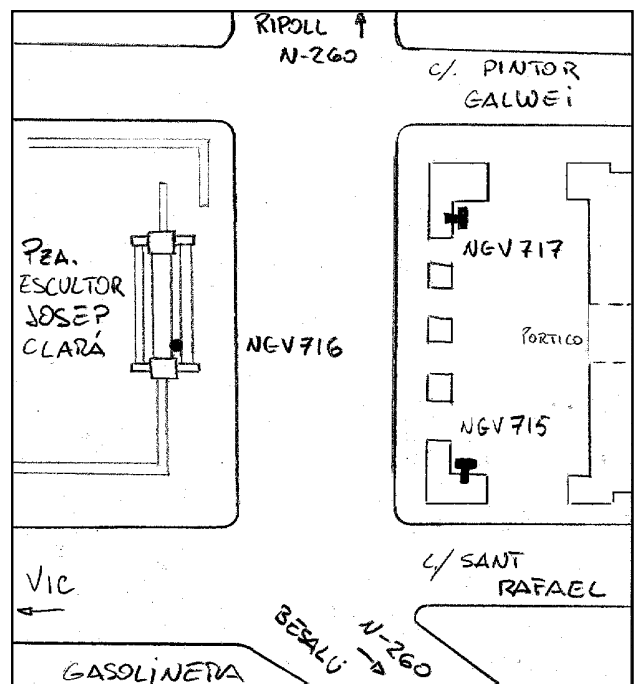 RIPOLL ↑
N-260
C/. PINTOR
GALWEI
PZA.
ESCULTOR
JOSEP
CLARÁ
NGV717
NGV716
PORTICO
NGV715
VIC
←
C/ SANT
RAFAEL
BESALÚ →
N-260
GASOLINERA